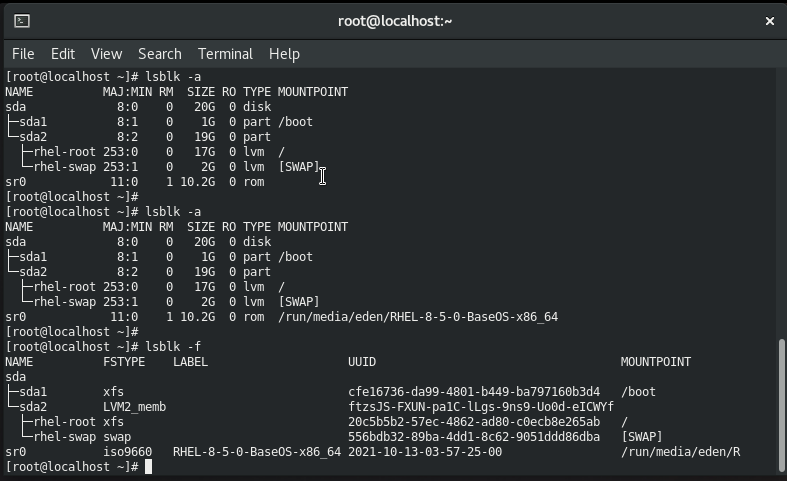 root@localhost:~
File Edit View Search Terminal Help
[root@localhost ~]# lsblk -a
NAME MAJ:MIN RM SIZE RO TYPE MOUNTPOINT
sda 8:0 0 20G 0 disk
├─sda1 8:1 0 1G 0 part /boot
└─sda2 8:2 0 19G 0 part
  ├─rhel-root 253:0 0 17G 0 lvm /
  └─rhel-swap 253:1 0 2G 0 lvm [SWAP]
sr0 11:0 1 10.2G 0 rom
[root@localhost ~]#
[root@localhost ~]# lsblk -a
NAME MAJ:MIN RM SIZE RO TYPE MOUNTPOINT
sda 8:0 0 20G 0 disk
├─sda1 8:1 0 1G 0 part /boot
└─sda2 8:2 0 19G 0 part
  ├─rhel-root 253:0 0 17G 0 lvm /
  └─rhel-swap 253:1 0 2G 0 lvm [SWAP]
sr0 11:0 1 10.2G 0 rom /run/media/eden/RHEL-8-5-0-BaseOS-x86_64
[root@localhost ~]#
[root@localhost ~]# lsblk -f
NAME FSTYPE LABEL UUID MOUNTPOINT
sda
├─sda1 xfs cfe16736-da99-4801-b449-ba797160b3d4 /boot
└─sda2 LVM2_memb ftzsJS-FXUN-pa1C-lLgs-9ns9-Uo0d-eICWYf
  ├─rhel-root xfs 20c5b5b2-57ec-4862-ad80-c0ecb8e265ab /
  └─rhel-swap swap 556bdb32-89ba-4dd1-8c62-9051ddd86dba [SWAP]
sr0 iso9660 RHEL-8-5-0-BaseOS-x86_64 2021-10-13-03-57-25-00 /run/media/eden/R
[root@localhost ~]#